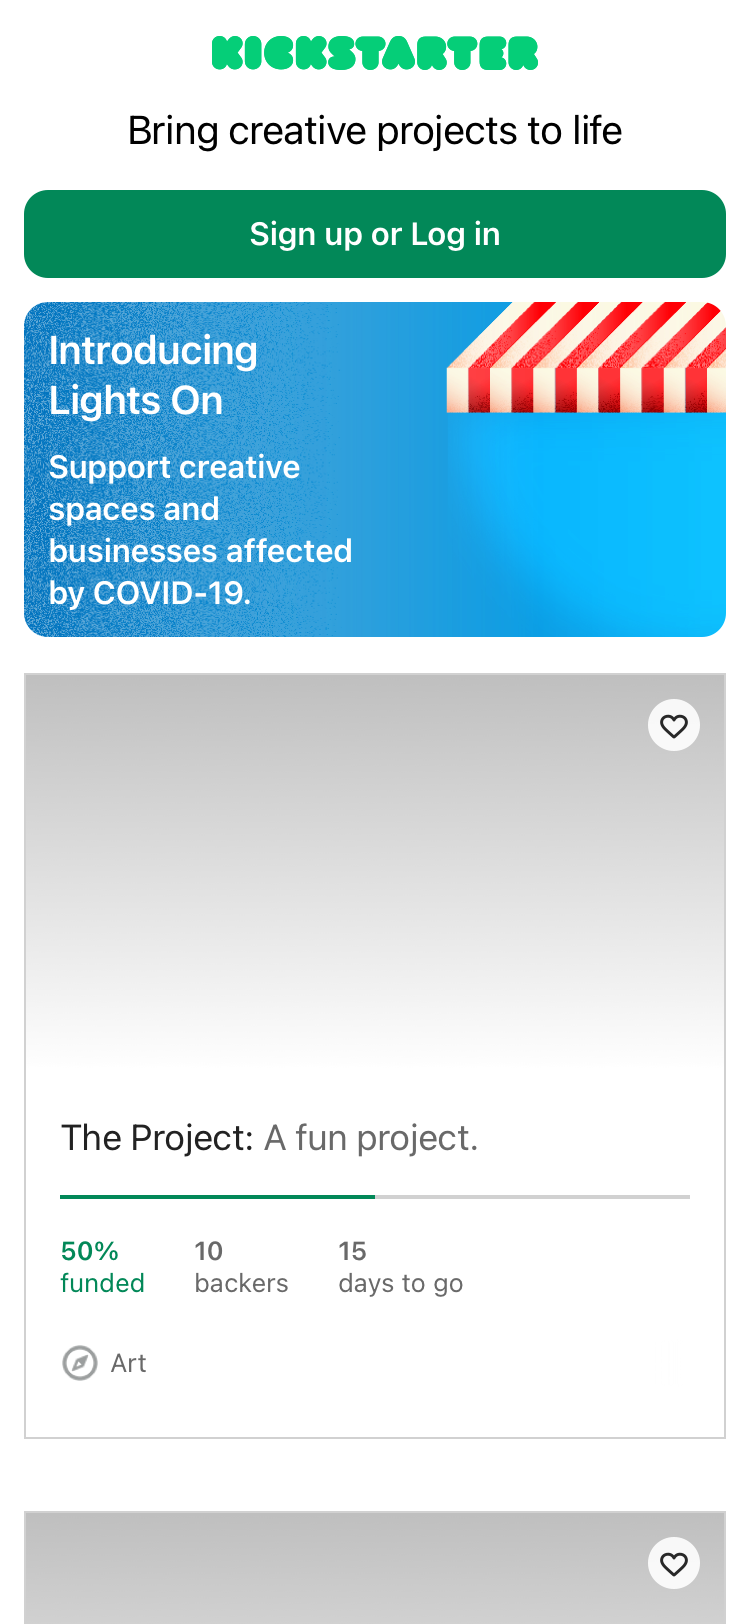 KICKSTARTER
Bring creative projects to life
Sign up or Log in
Introducing
Lights On
Support creative
spaces and
businesses affected
by COVID-19.
The Project: A fun project.
50% 10 15
funded backers days to go
Art